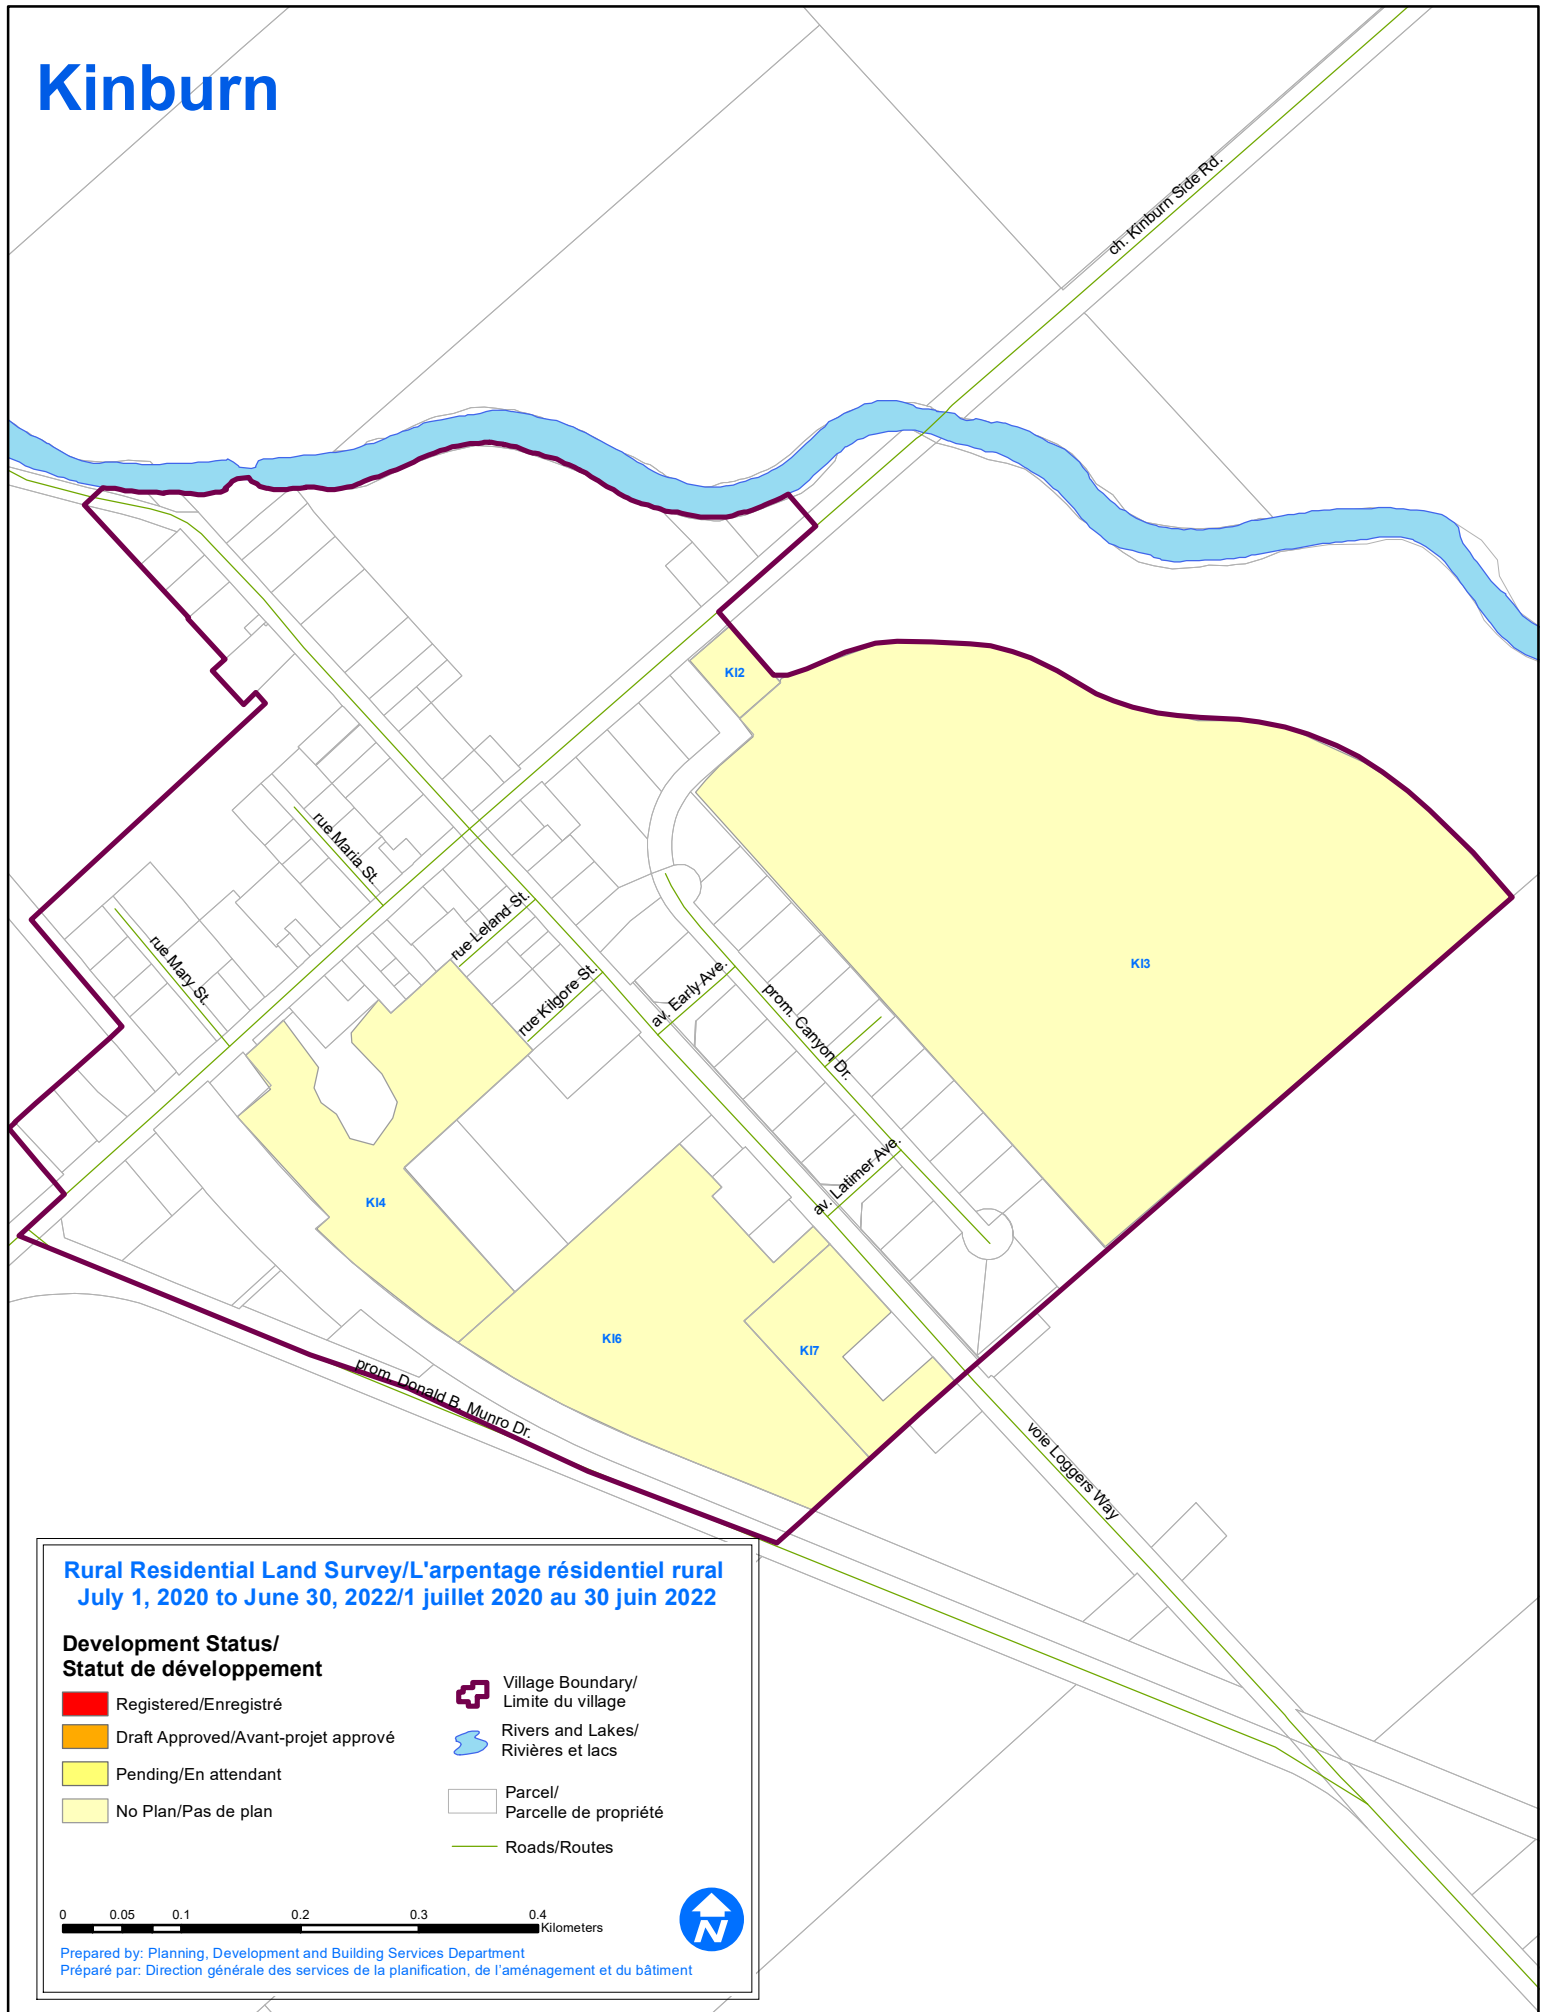 Kinburn
ch. Kinburn Side Rd.
KI2
rue Maria St.
rue Leland St.
rue Mary St.
rue Kilgore St.
av. Early Ave.
prom. Canyon Dr.
KI3
av. Latimer Ave.
KI4
KI6
KI7
prom. Donald B. Munro Dr.
voie Loggers Way
Rural Residential Land Survey/L'arpentage résidentiel rural
July 1, 2020 to June 30, 2022/1 juillet 2020 au 30 juin 2022
Development Status/
Statut de développement
Registered/Enregistré
Draft Approved/Avant-projet apprové
Pending/En attendant
No Plan/Pas de plan
Village Boundary/
Limite du village
Rivers and Lakes/
Rivières et lacs
Parcel/
Parcelle de propriété
Roads/Routes
0 0.05 0.1 0.2 0.3 0.4
Kilometers
N
Prepared by: Planning, Development and Building Services Department
Préparé par: Direction générale des services de la planification, de l'aménagement et du bâtiment